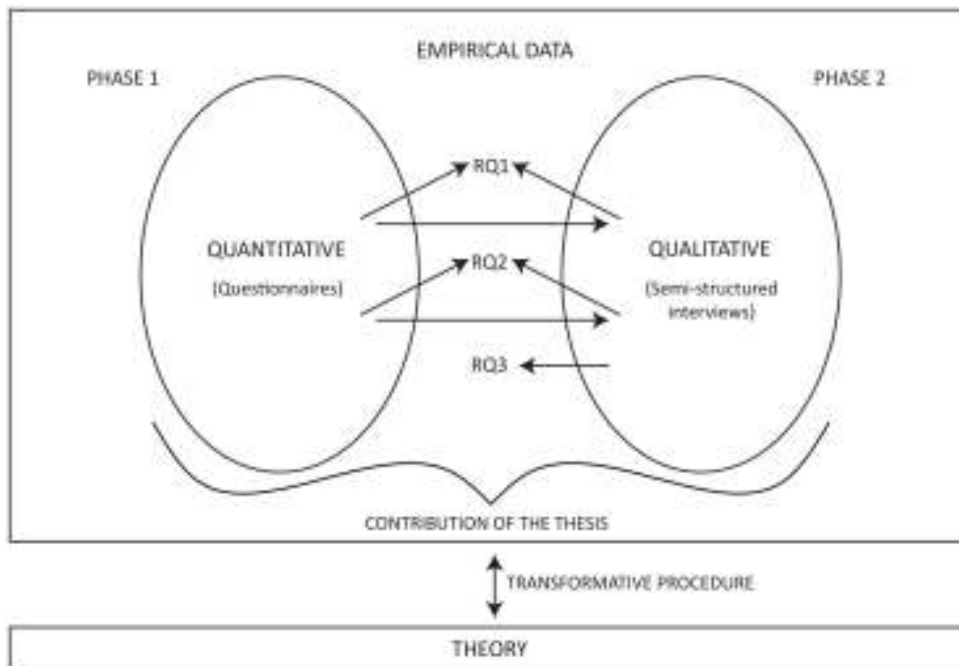 EMPIRICAL DATA
PHASE 1
PHASE 2
RQ1
QUANTITATIVE
(Questionnaires)
RQ2
QUALITATIVE
(Semi-structured
interviews)
RQ3
CONTRIBUTION OF THE THESIS
TRANSFORMATIVE PROCEDURE
THEORY